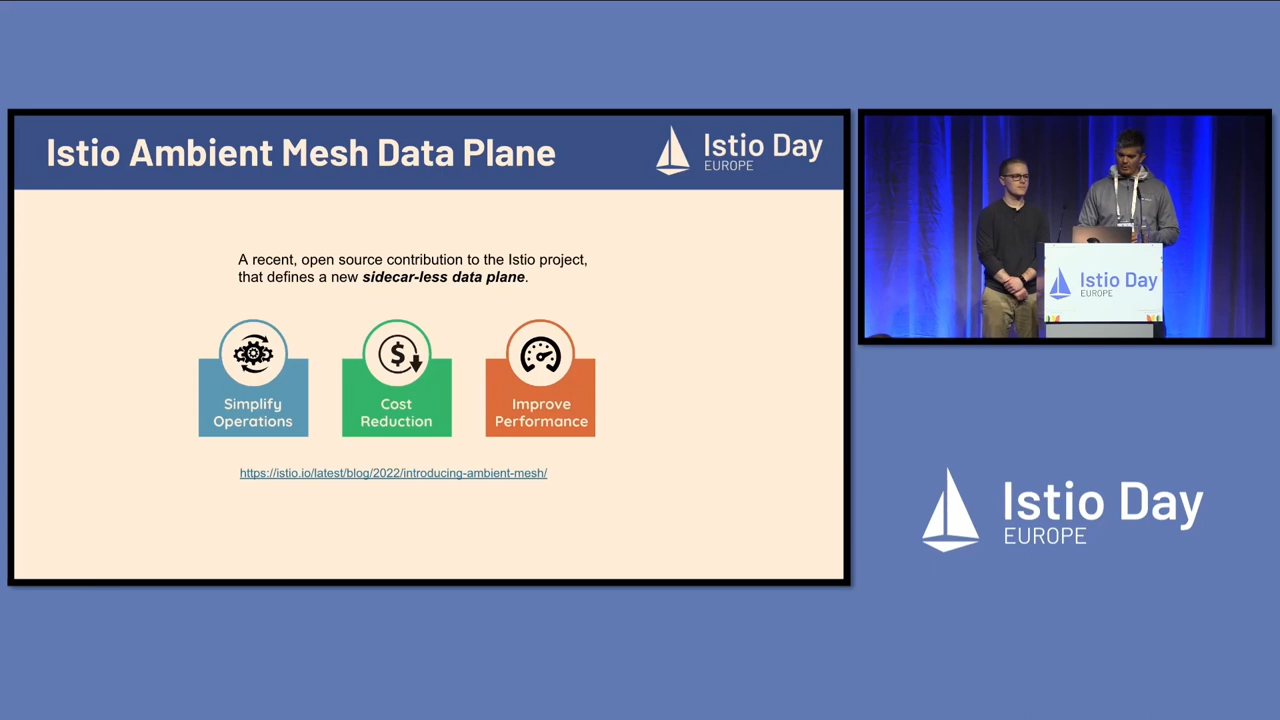 Istio Ambient Mesh Data Plane
Istio Day
EUROPE
A recent, open source contribution to the Istio project,
that defines a new sidecar-less data plane.
Simplify
Operations
Cost
Reduction
Improve
Performance
https://istio.io/latest/blog/2022/introducing-ambient-mesh/
Istio Day
EUROPE
Istio Day
EUROPE